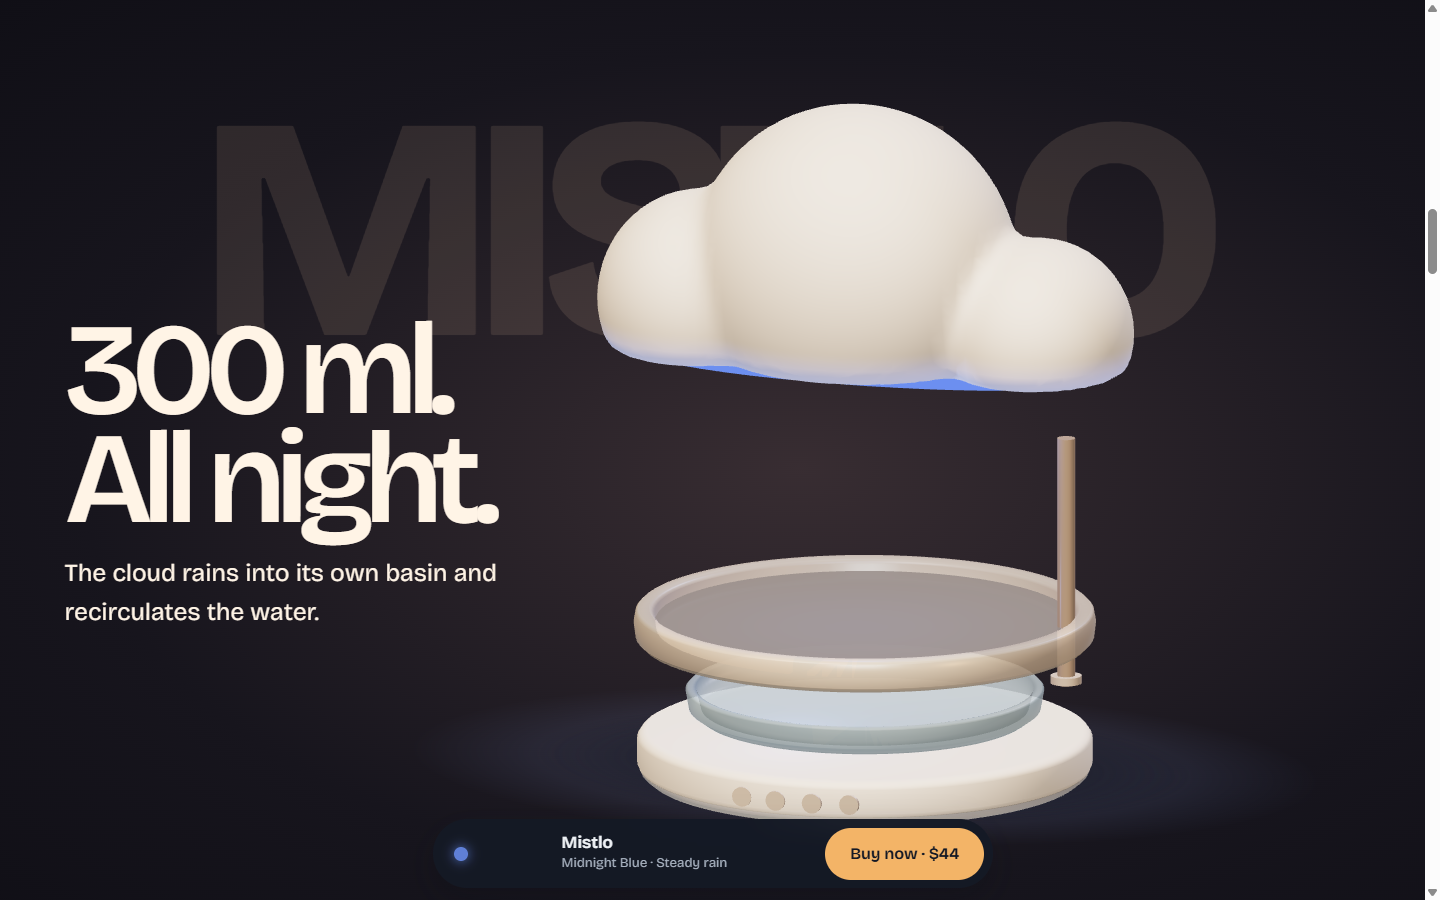 MISTLO
300 ml.
All night.
The cloud rains into its own basin and
recirculates the water.
Mistlo
Midnight Blue · Steady rain
Buy now · $44